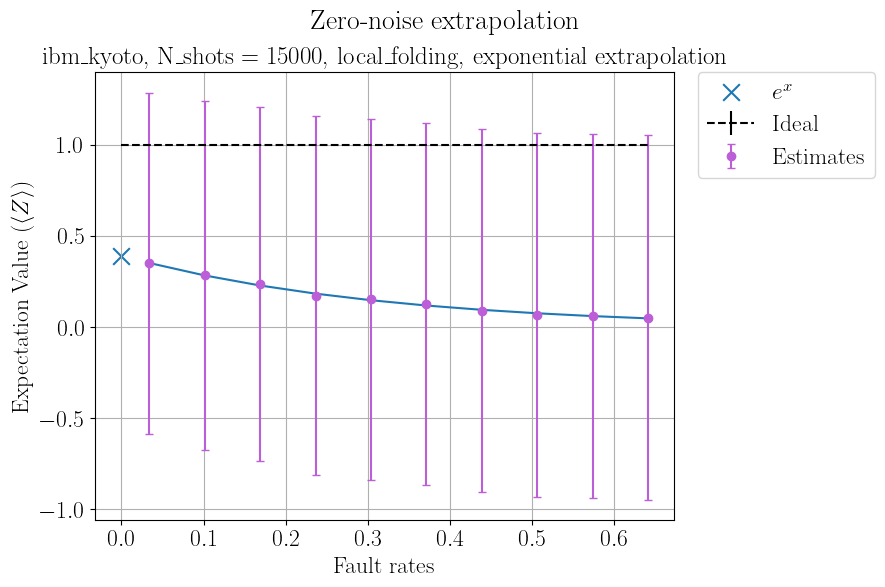 Zero-noise extrapolation
ibm_kyoto, N_shots = 15000, local_folding, exponential extrapolation
e^x
Ideal
Estimates
Expectation Value (⟨Z⟩)
1.0
0.5
0.0
−0.5
−1.0
0.0 0.1 0.2 0.3 0.4 0.5 0.6
Fault rates